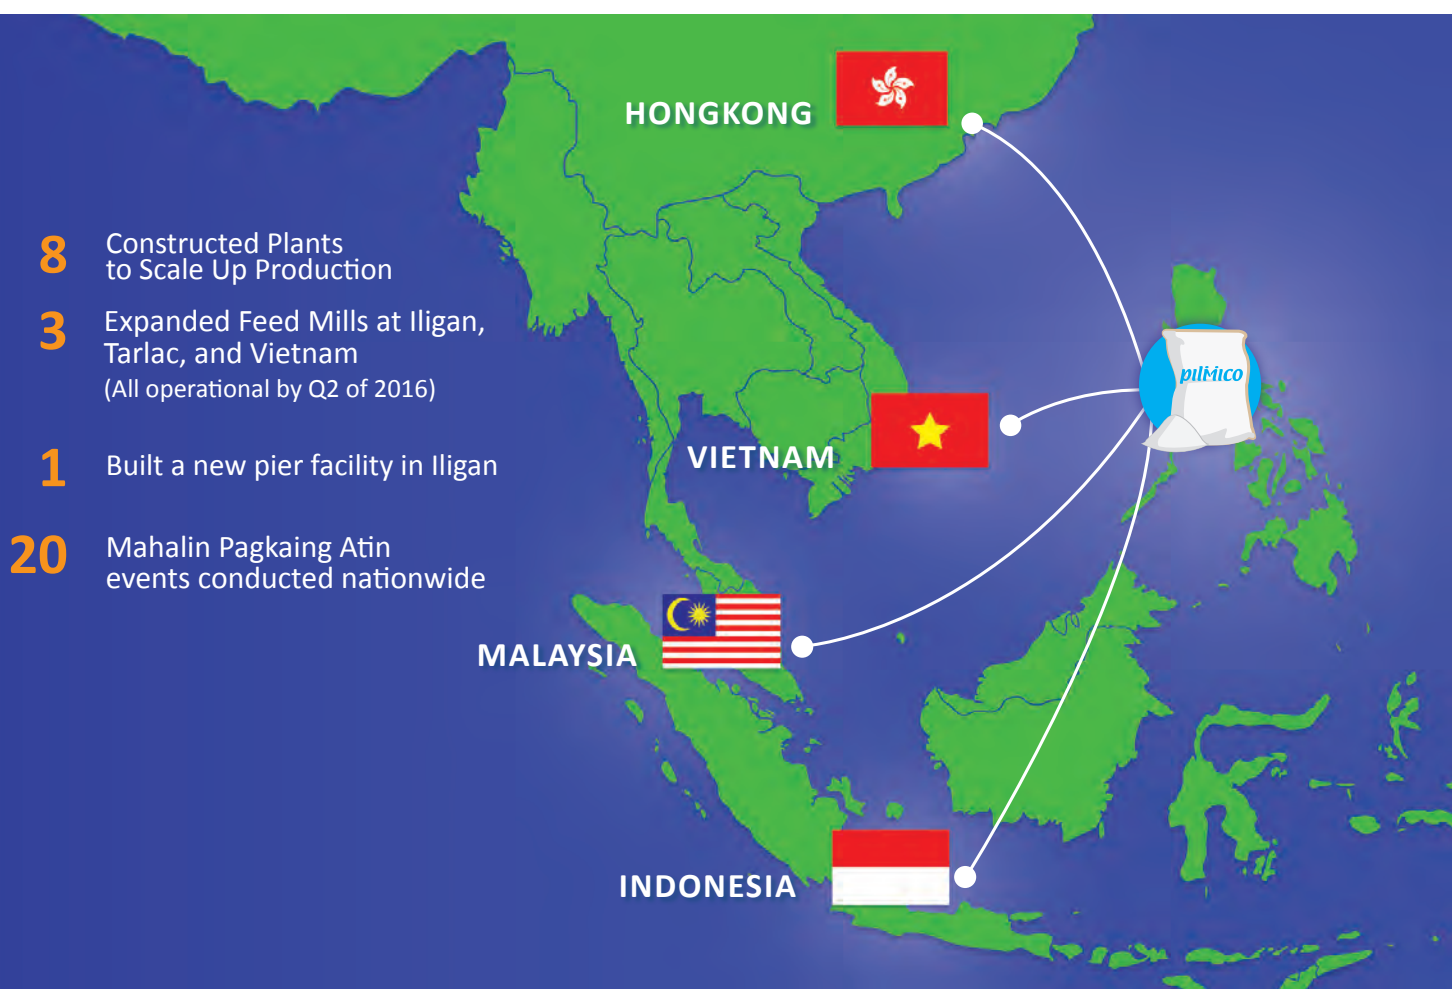 HONGKONG
8
Constructed Plants
to Scale Up Production
3
Expanded Feed Mills at Iligan,
Tarlac, and Vietnam
(All operational by Q2 of 2016)
PILMICO
VIETNAM
1
Built a new pier facility in Iligan
20
Mahalin Pagkaing Atin
events conducted nationwide
MALAYSIA
INDONESIA